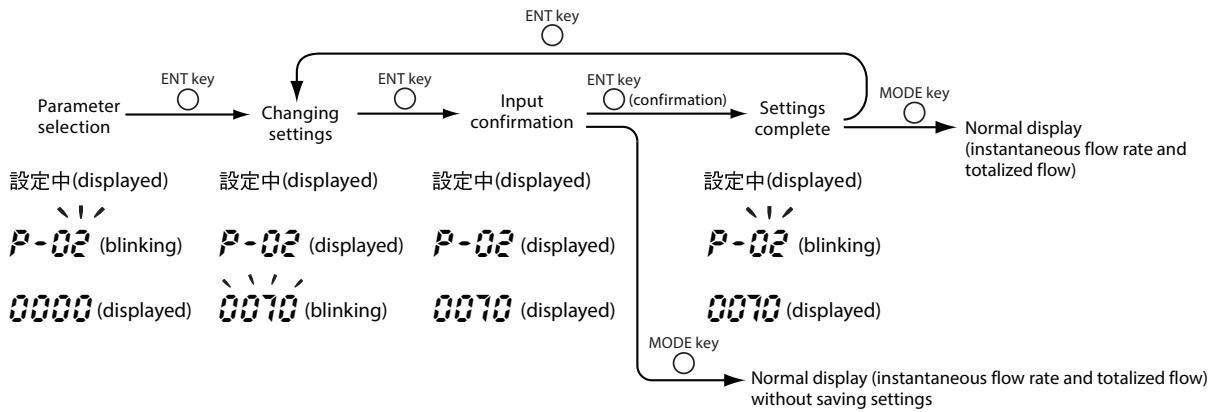 ENT key
ENT key
ENT key
ENT key
(confirmation)
MODE key
Parameter
selection
Changing
settings
Input
confirmation
Settings
complete
Normal display
(instantaneous flow rate and
totalized flow)
設定中(displayed)
設定中(displayed)
設定中(displayed)
設定中(displayed)
P-02 (blinking)
P-02 (displayed)
P-02 (displayed)
P-02 (blinking)
0000 (displayed)
0070 (blinking)
0070 (displayed)
0070 (displayed)
MODE key
Normal display (instantaneous flow rate and totalized flow)
without saving settings